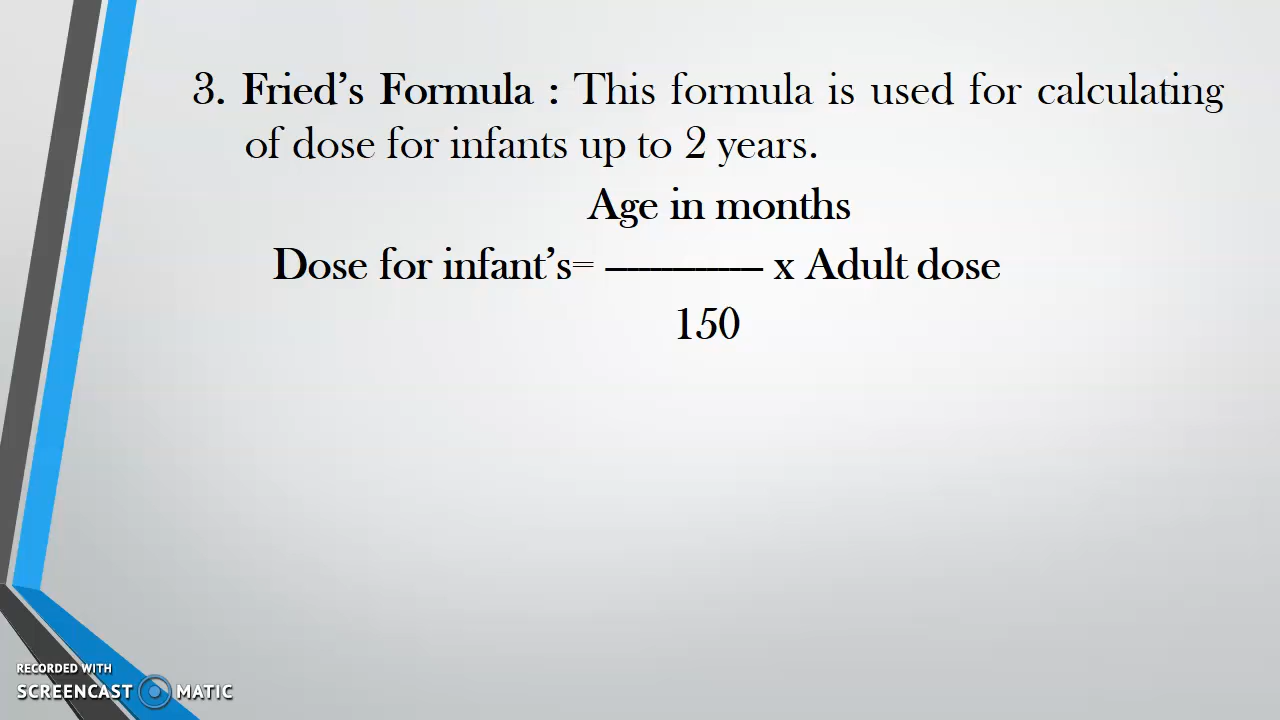 3. Fried's Formula : This formula is used for calculating
of dose for infants up to 2 years.
Age in months
Dose for infant's= ------------ x Adult dose
150
RECORDED WITH
SCREENCAST MATIC